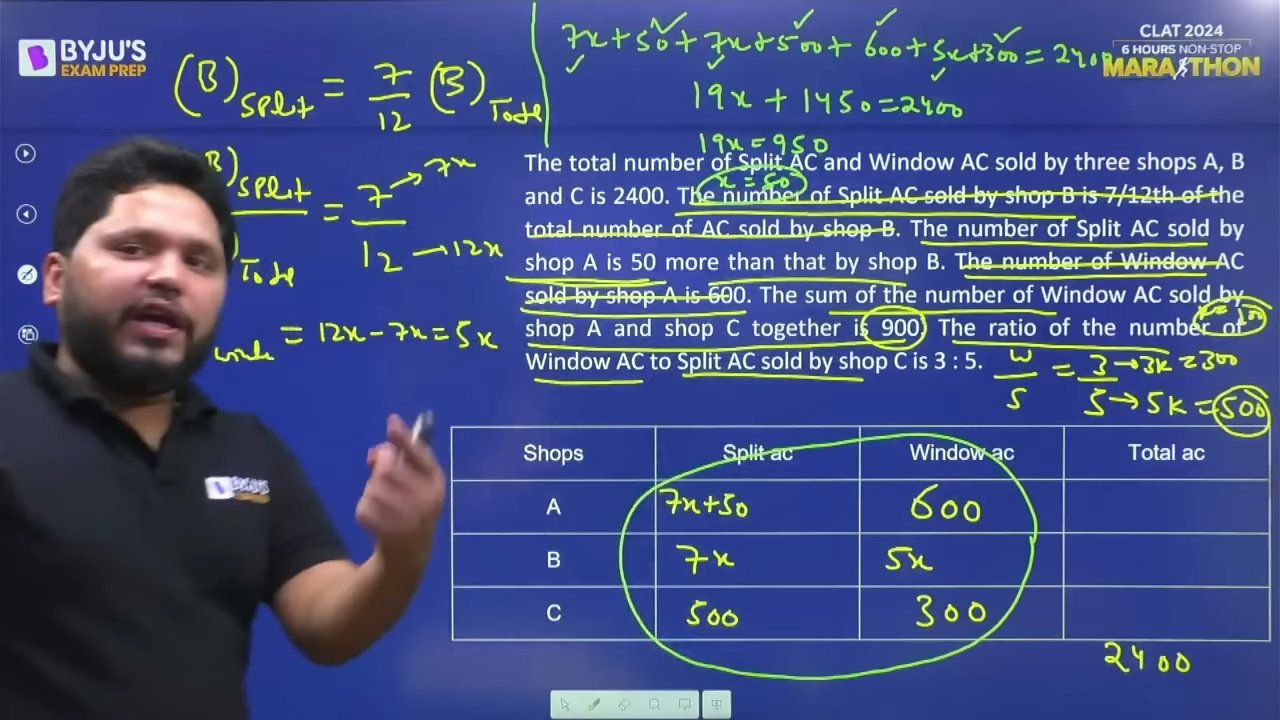 BYJU'S
EXAM PREP
CLAT 2024
6 HOURS NON-STOP
MARATHON
7x+50+7x+500+600+5x+300=2400
19x+1450=2400
19x=950
x=50
(B)Split = 7/12 (B)Total
Split = 7 → 7x
12 → 12x
= 12x-7x=5x
The total number of Split AC and Window AC sold by three shops A, B
and C is 2400. The number of Split AC sold by shop B is 7/12th of the
total number of AC sold by shop B. The number of Split AC sold by
shop A is 50 more than that by shop B. The number of Window AC
sold by shop A is 600. The sum of the number of Window AC sold by
shop A and shop C together is 900. The ratio of the number of
Window AC to Split AC sold by shop C is 3 : 5.
W/S = 3 → 3k = 300
5 → 5k = 500
Shops Split ac Window ac Total ac
A 7x+50 600
B 7x 5x
C 500 300
2400
BYJU'S